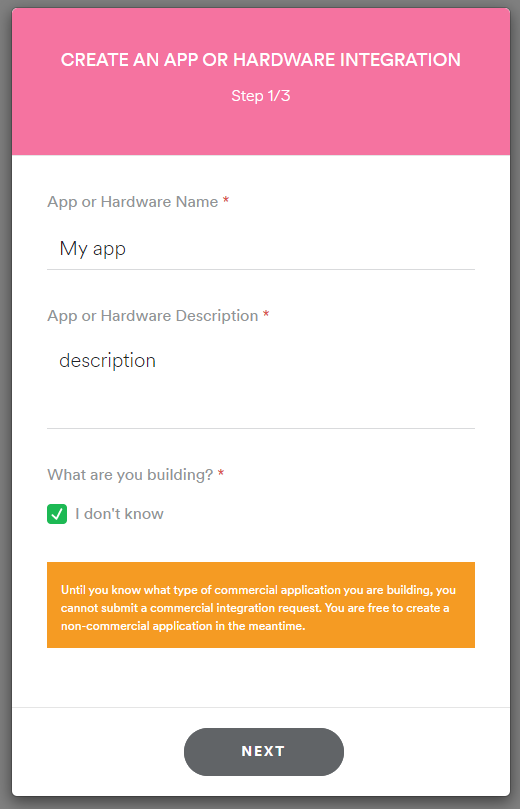 CREATE AN APP OR HARDWARE INTEGRATION
Step 1/3
App or Hardware Name *
My app
App or Hardware Description *
description
What are you building? *
I don't know
Until you know what type of commercial application you are building, you
cannot submit a commercial integration request. You are free to create a
non-commercial application in the meantime.
NEXT